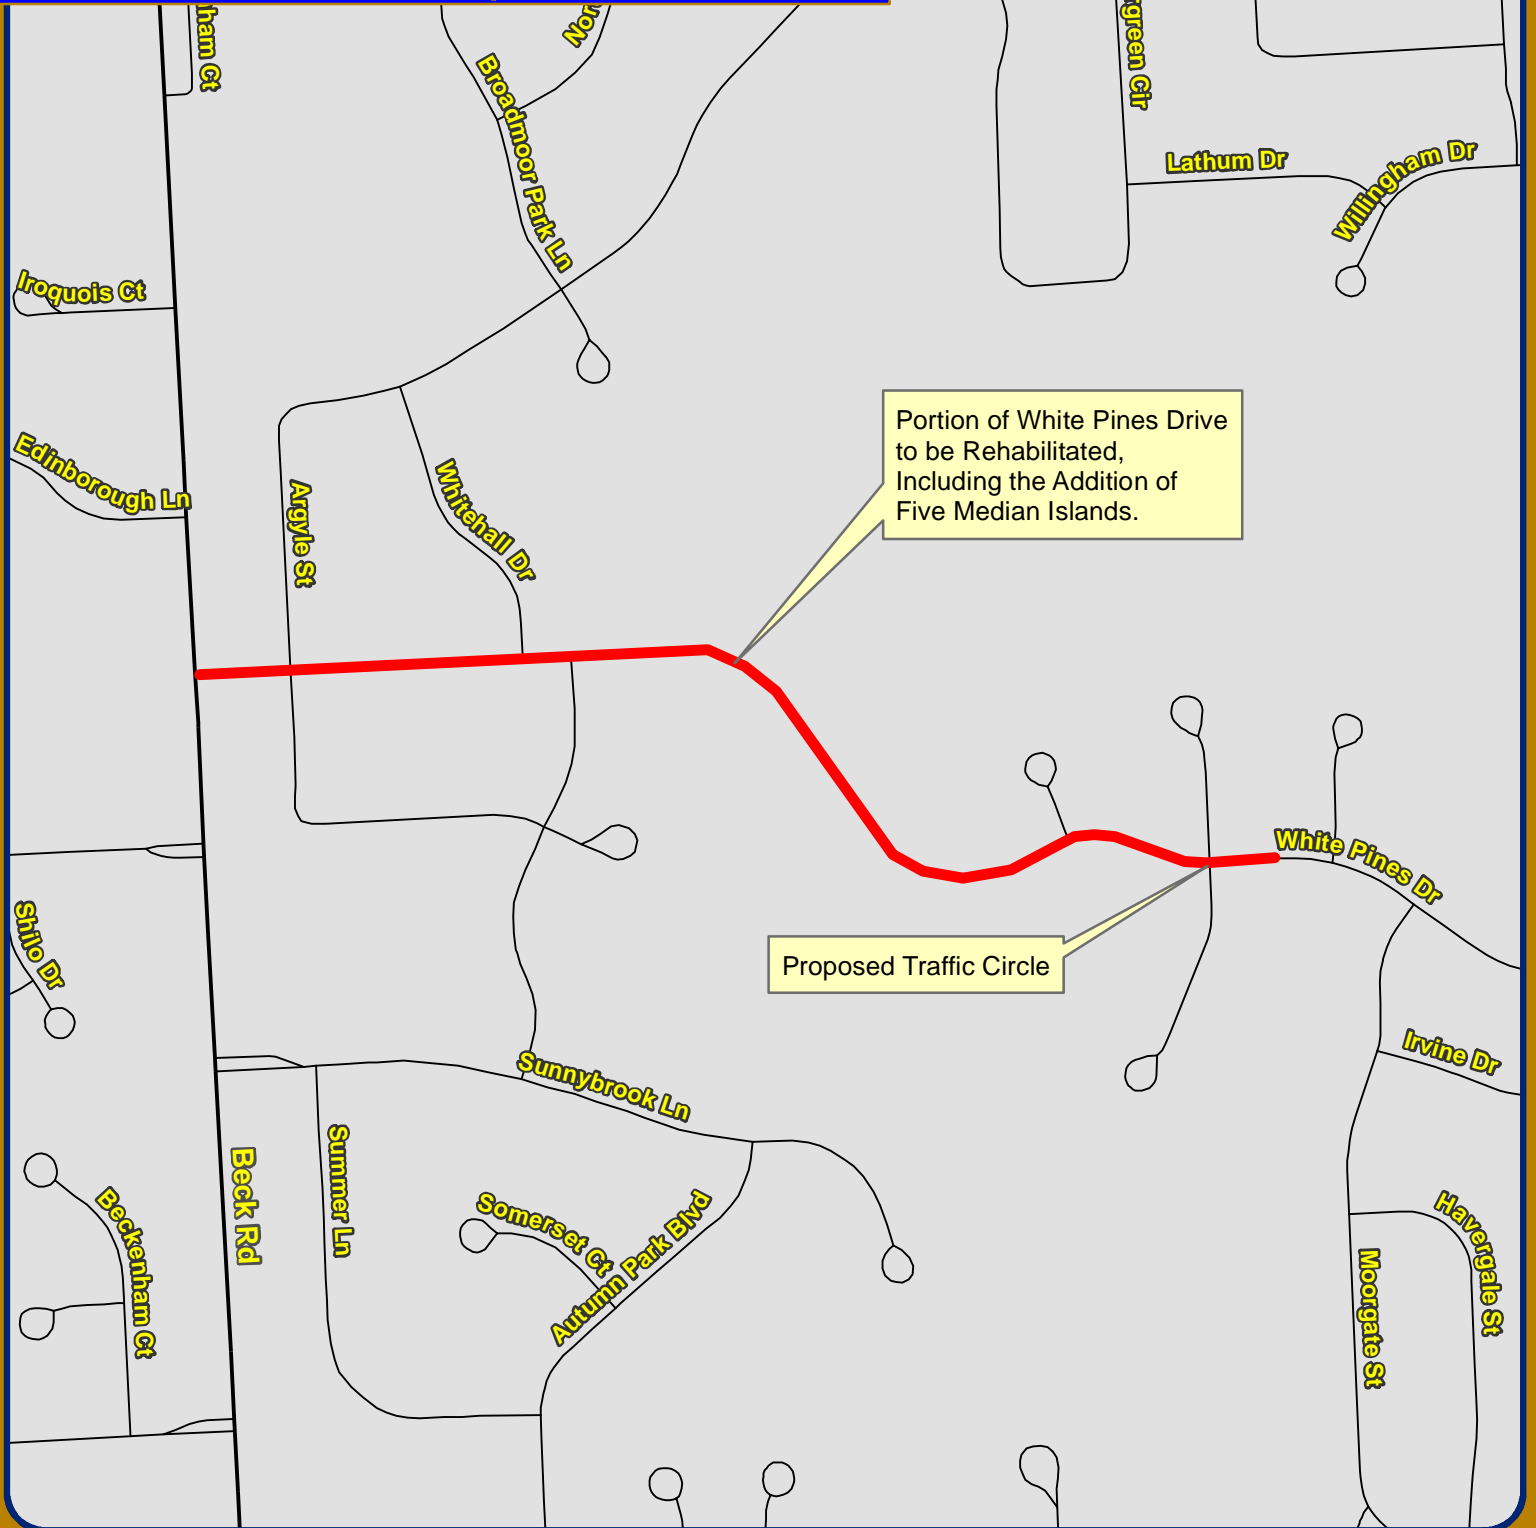 Broadmoor Park Ln
Lathum Dr
Willingham Dr
Iroquois Ct
Edinborough Ln
Argyle St
Whitehall Dr
Portion of White Pines Drive
to be Rehabilitated,
Including the Addition of
Five Median Islands.
White Pines Dr
Shilo Dr
Proposed Traffic Circle
Irvine Dr
Sunnybrook Ln
Summer Ln
Beck Rd
Beckenham Ct
Somerset Ct
Autumn Park Blvd
Havergale St
Moorgate St